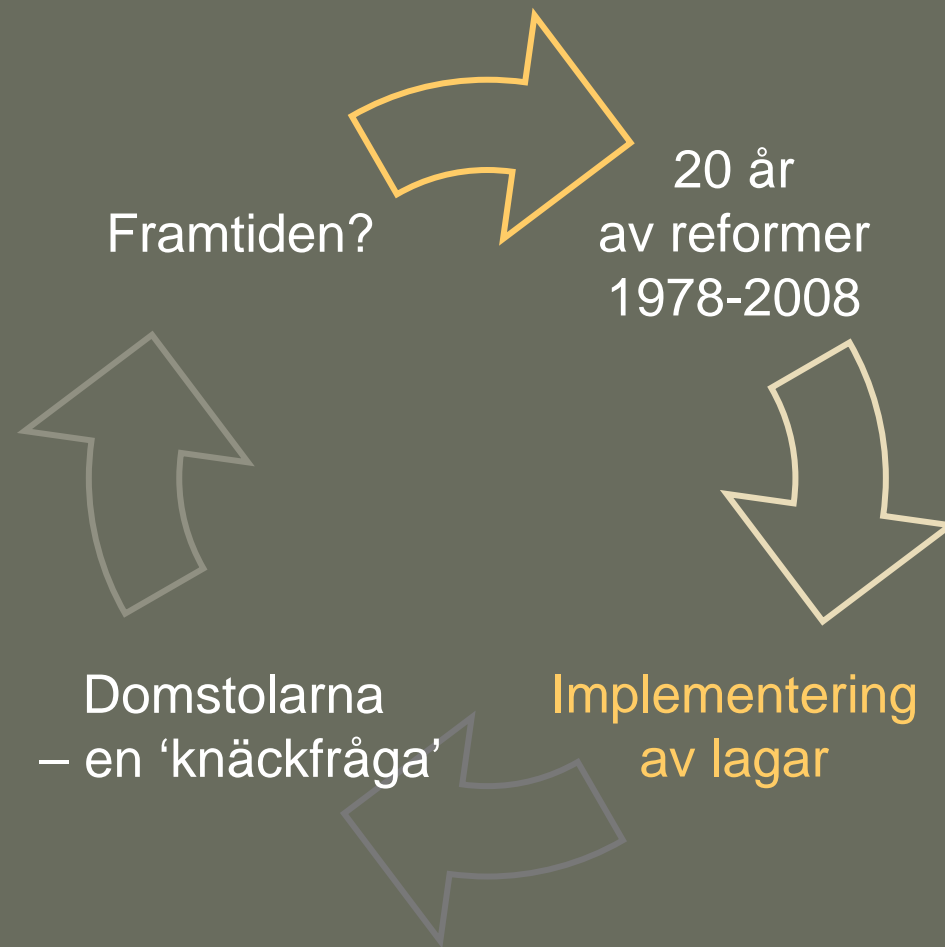 Framtiden?
20 år
av reformer
1978-2008
Implementering
av lagar
Domstolarna
– en ‘knäckfråga’